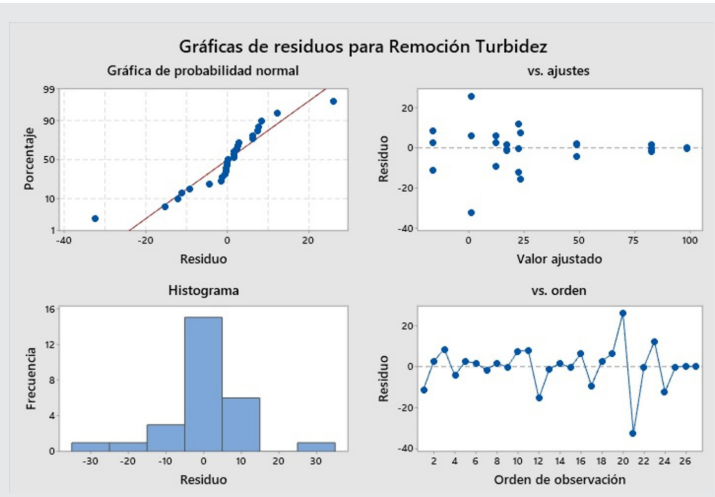 Gráficas de residuos para Remoción Turbidez
Gráfica de probabilidad normal
99
90
50
10
1
Porcentaje
-40 -20 0 20
Residuo
vs. ajustes
20
0
-20
-40
Residuo
0 25 50 75 100
Valor ajustado
Histograma
16
12
8
4
0
Frecuencia
-30 -20 -10 0 10 20 30
Residuo
vs. orden
20
0
-20
-40
Residuo
2 4 6 8 10 12 14 16 18 20 22 24 26
Orden de observación